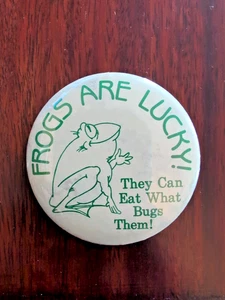 FROGS ARE LUCKY!
They Can
Eat What
Bugs
Them!